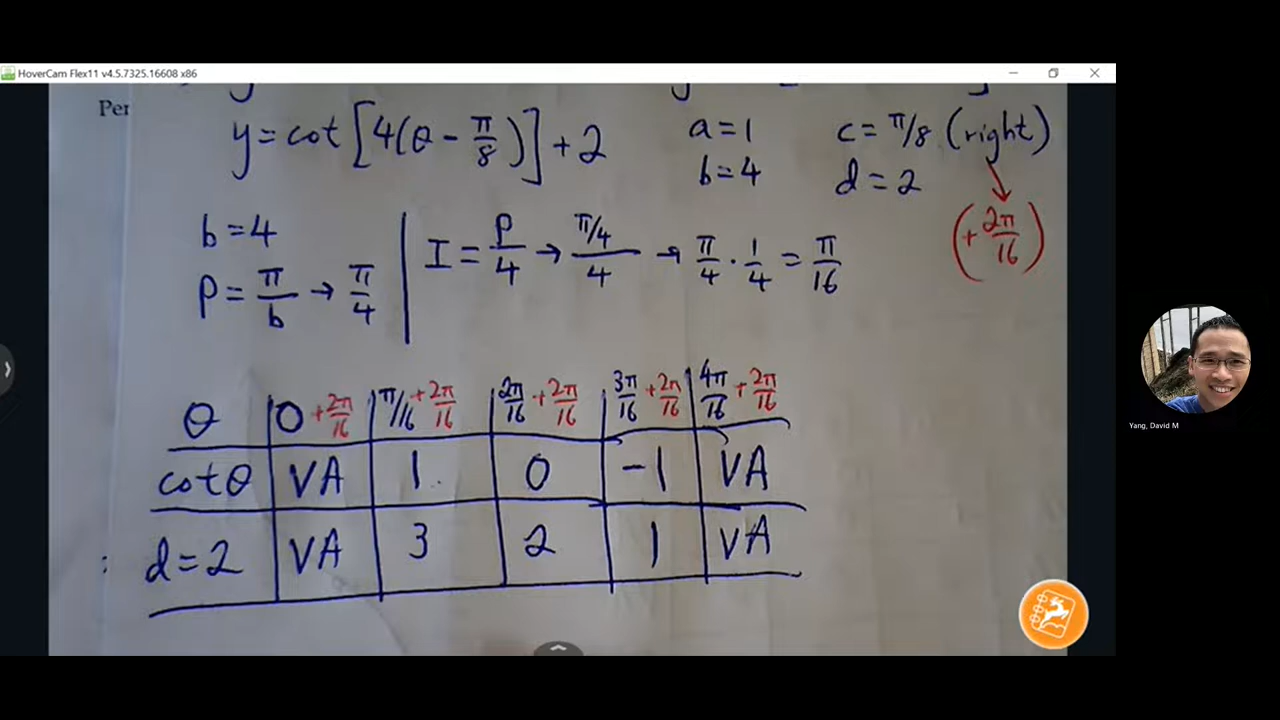 HoverCam Flex11 v4.5.7325.16608 x86
Per
y = cot [4(θ - π/8)] + 2
a = 1
c = π/8 (right)
b = 4
d = 2
(+ 2π/16)
b = 4
P = π/b → π/4
I = P/4 → π/4/4 → π/4 · 1/4 = π/16
θ | 0 + 2π/16 | π/16 + 2π/16 | 2π/16 + 2π/16 | 3π/16 + 2π/16 | 4π/16 + 2π/16
cot θ | VA | 1 | 0 | -1 | VA
d = 2 | VA | 3 | 2 | 1 | VA
Yang, David M